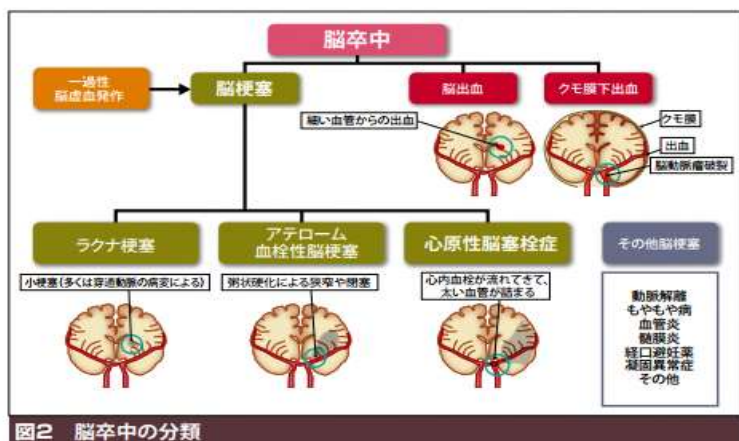 脳卒中
一過性
脳虚血発作
脳梗塞
脳出血
クモ膜下出血
細い血管からの出血
クモ膜
出血
脳動脈瘤破裂
ラクナ梗塞
アテローム
血栓性脳梗塞
心原性脳塞栓症
その他脳梗塞
小梗塞(多くは穿通動脈の病変による)
粥状硬化による狭窄や閉塞
心内血栓が流れてきて、
太い血管が詰まる
動脈解離
もやもや病
血管炎
髄膜炎
経口避妊薬
凝固異常症
その他
図2 脳卒中の分類